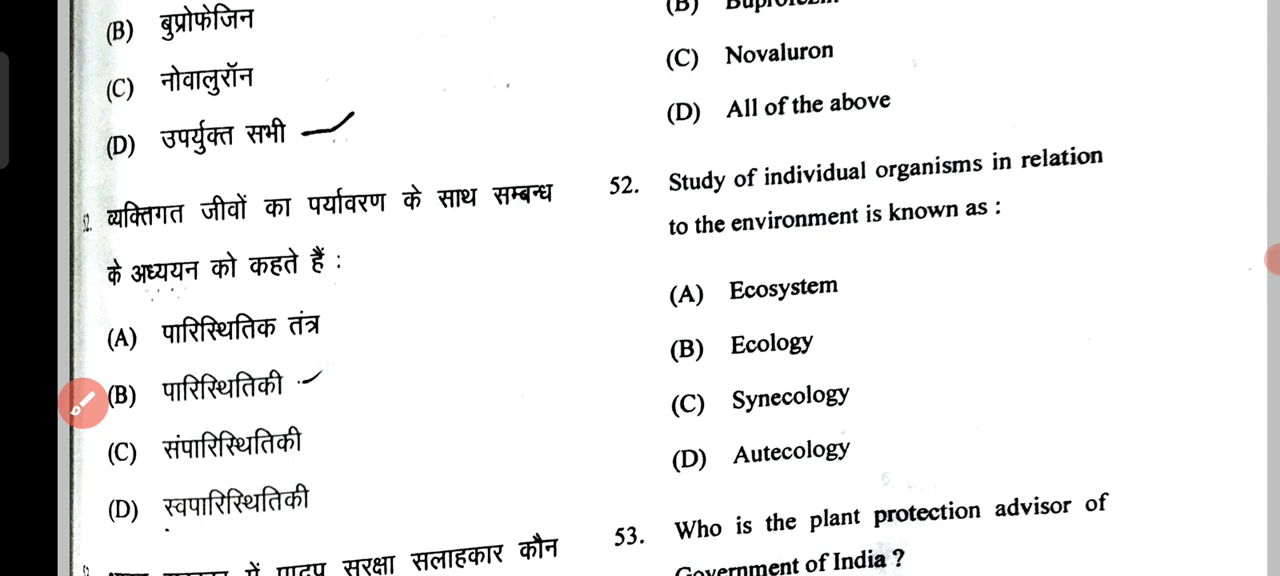 (B) बुप्रोफेजिन
(C) नोवालुरॉन
(D) उपर्युक्त सभी
व्यक्तिगत जीवों का पर्यावरण के साथ सम्बन्ध
के अध्ययन को कहते हैं :
(A) पारिस्थितिक तंत्र
(B) पारिस्थितिकी
(C) संपारिस्थितिकी
(D) स्वपारिस्थितिकी
में पादप सुरक्षा सलाहकार कौन
(B)
(C) Novaluron
(D) All of the above
52. Study of individual organisms in relation
to the environment is known as :
(A) Ecosystem
(B) Ecology
(C) Synecology
(D) Autecology
53. Who is the plant protection advisor of
Government of India ?